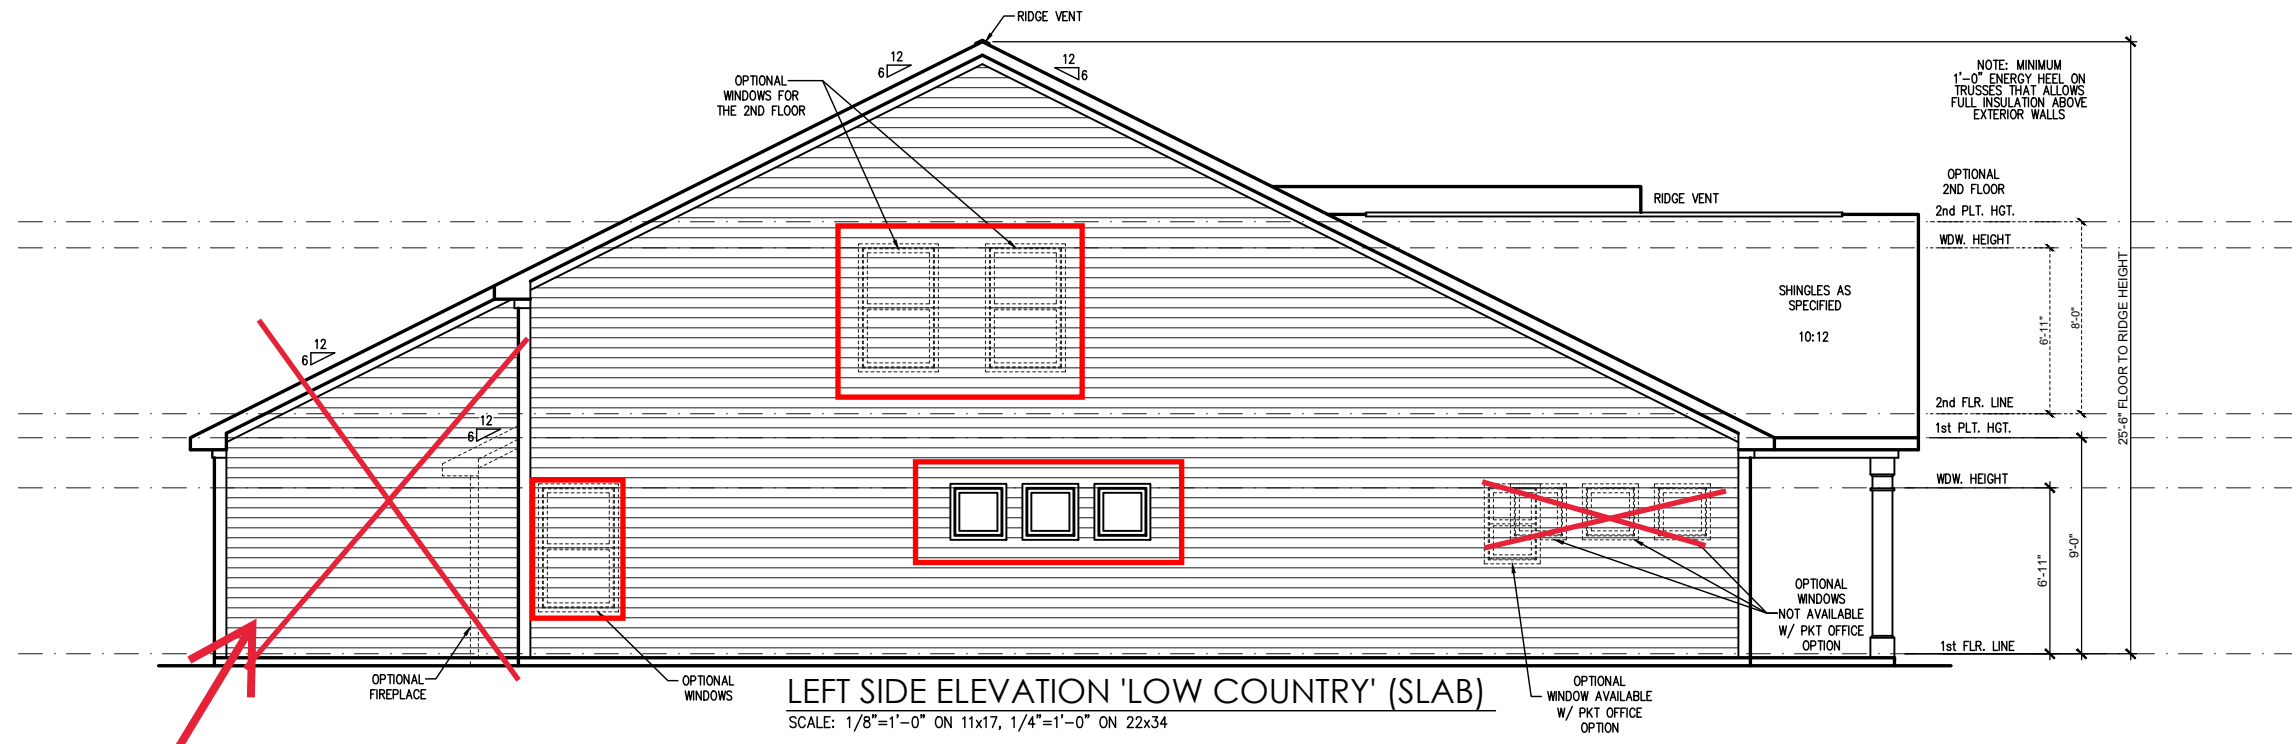 RIDGE VENT
12
6
12
6
OPTIONAL
WINDOWS FOR
THE 2ND FLOOR
NOTE: MINIMUM
1'-0" ENERGY HEEL ON
TRUSSES THAT ALLOWS
FULL INSULATION ABOVE
EXTERIOR WALLS
OPTIONAL
2ND FLOOR
RIDGE VENT
2nd PLT. HGT.
WDW. HEIGHT
SHINGLES AS
SPECIFIED
10:12
6'-11"
8'-0"
25'-6" FLOOR TO RIDGE HEIGHT
12
6
2nd FLR. LINE
1st PLT. HGT.
12
6
WDW. HEIGHT
6'-11"
9'-0"
OPTIONAL
WINDOWS
NOT AVAILABLE
W/ PKT OFFICE
OPTION
1st FLR. LINE
OPTIONAL
FIREPLACE
OPTIONAL
WINDOWS
LEFT SIDE ELEVATION 'LOW COUNTRY' (SLAB)
SCALE: 1/8"=1'-0" ON 11x17, 1/4"=1'-0" ON 22x34
OPTIONAL
WINDOW AVAILABLE
W/ PKT OFFICE
OPTION